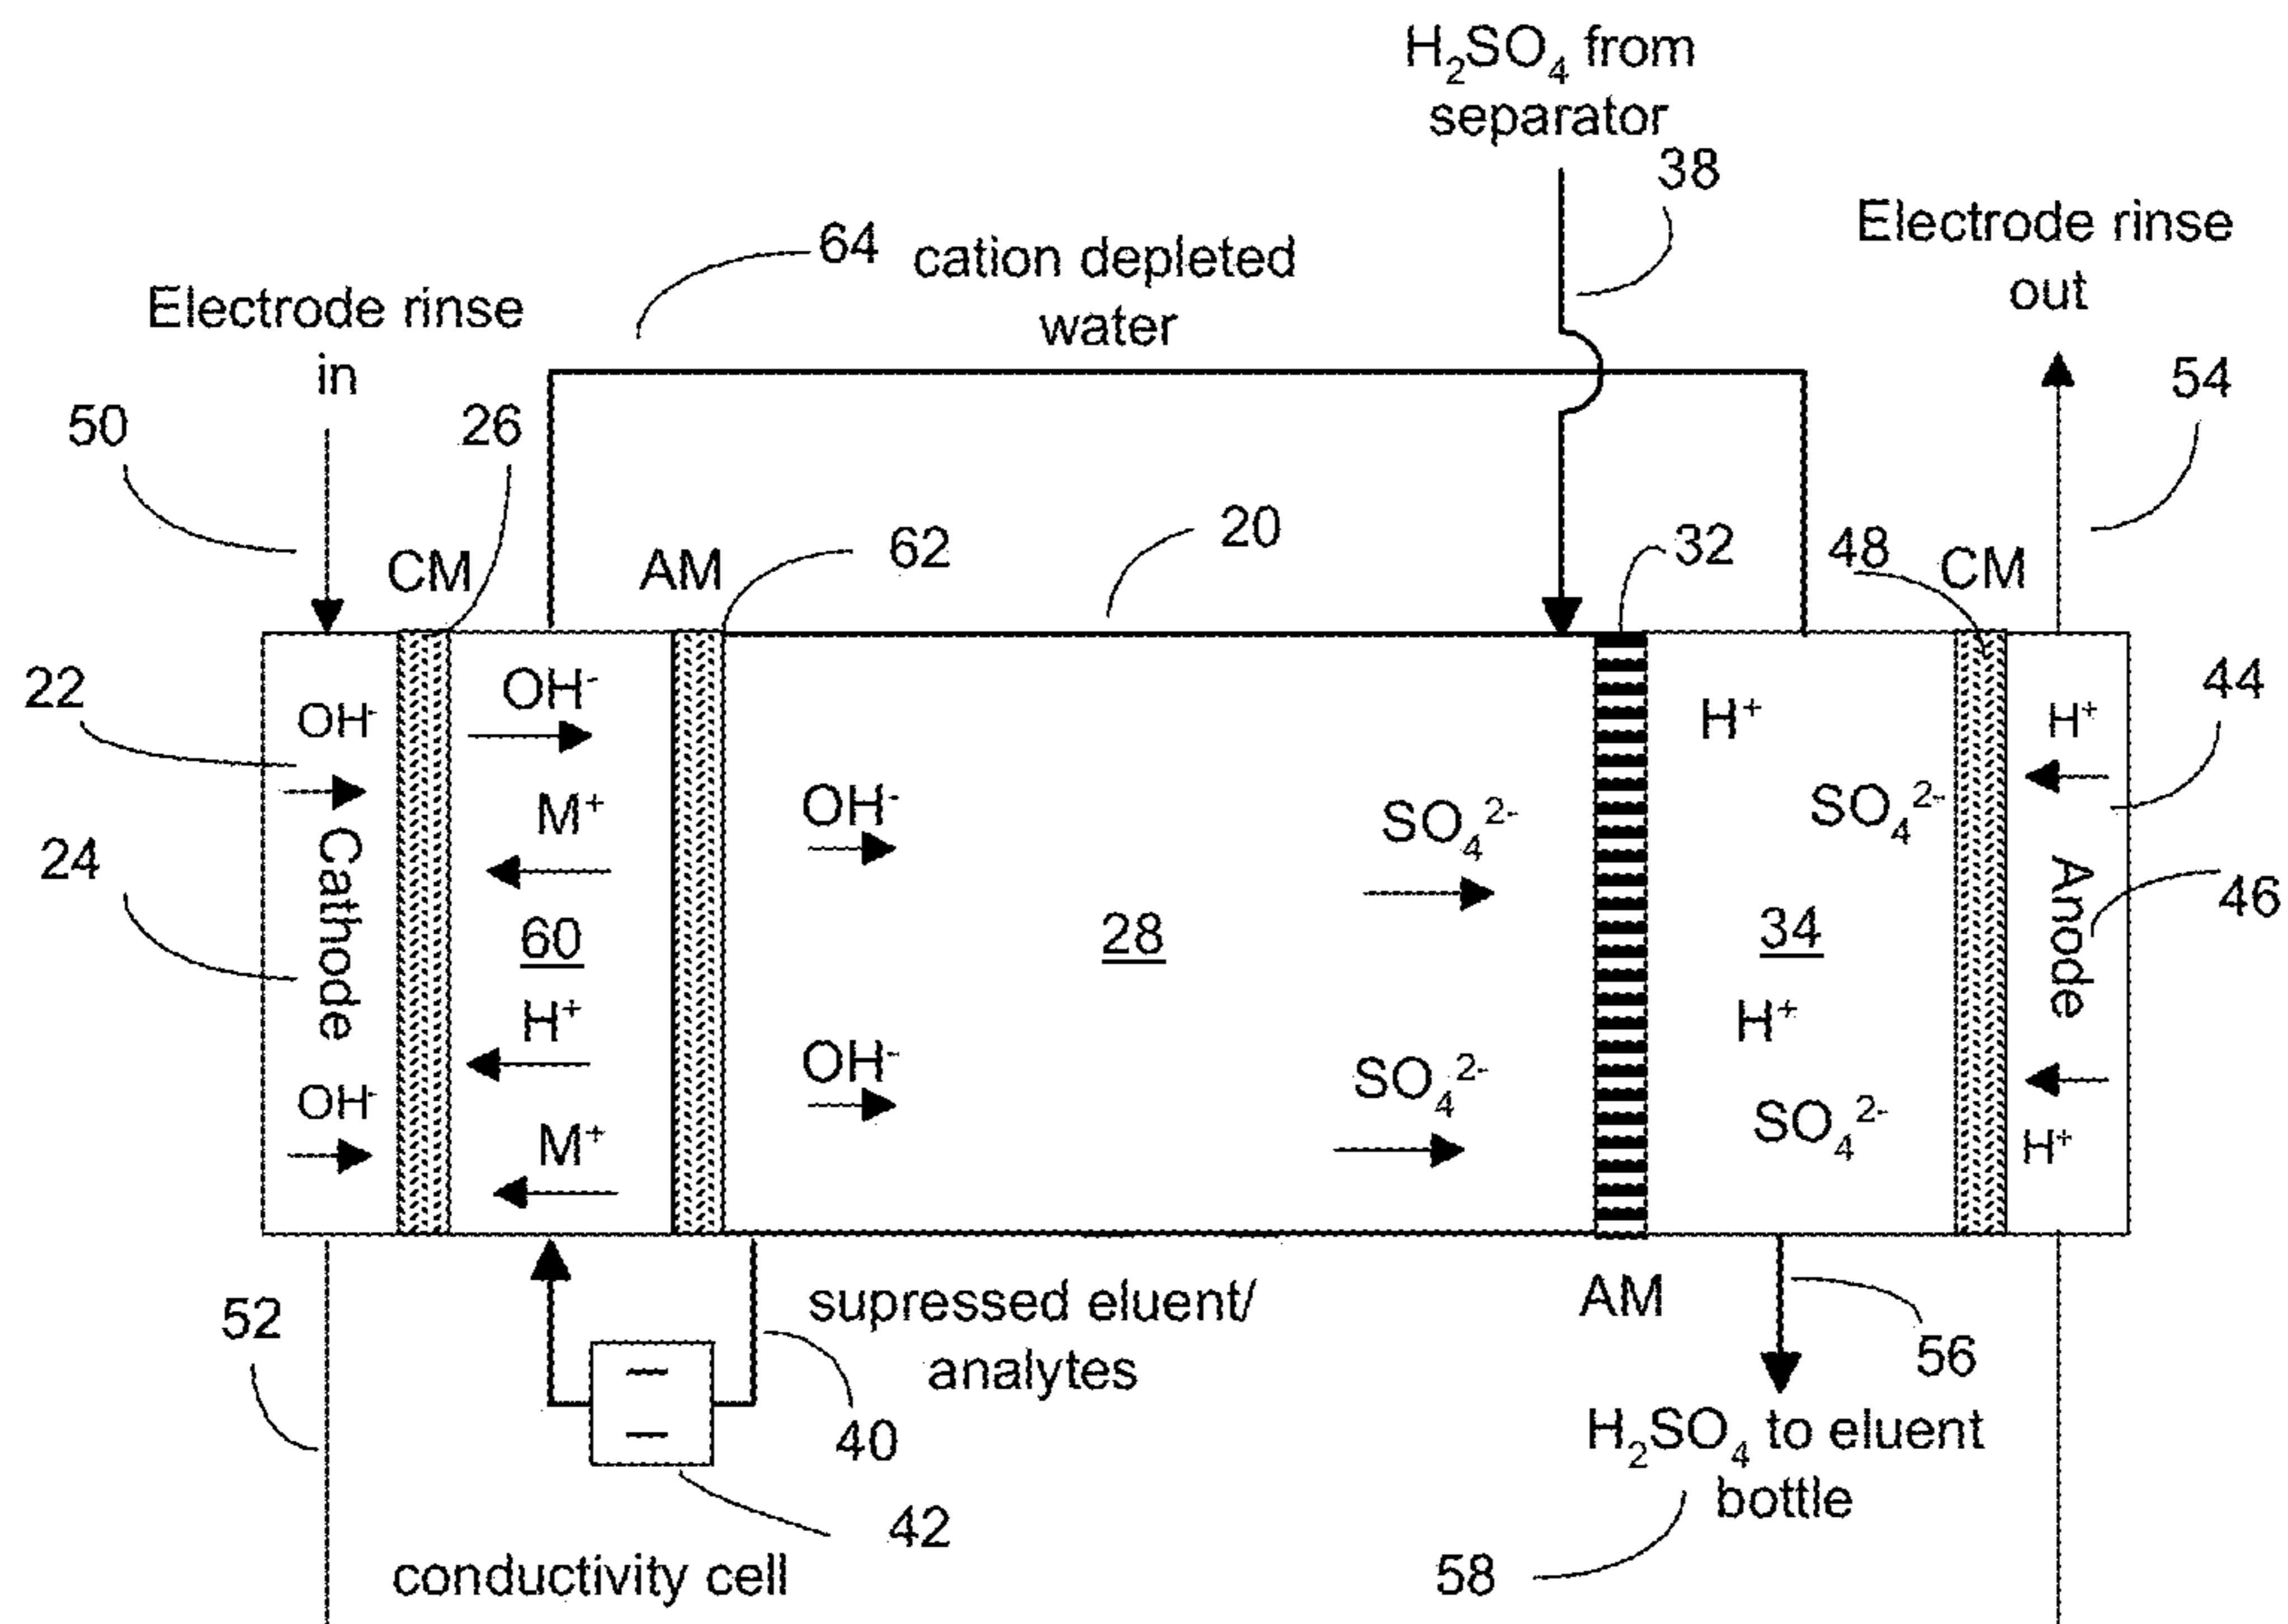 H₂SO₄ from
separator
38
Electrode rinse
out
64
cation depleted
water
Electrode rinse
in
54
50
26
20
62
32
48
CM
AM
CM
22
OH⁻
OH⁻
H⁺
H⁺
44
M⁺
OH⁻
SO₄²⁻
SO₄²⁻
24
Cathode
60
28
34
Anode
46
H⁺
H⁺
OH⁻
OH⁻
SO₄²⁻
SO₄²⁻
M⁺
H⁺
52
supressed eluent/
analytes
AM
56
40
H₂SO₄ to eluent
bottle
42
conductivity cell
58